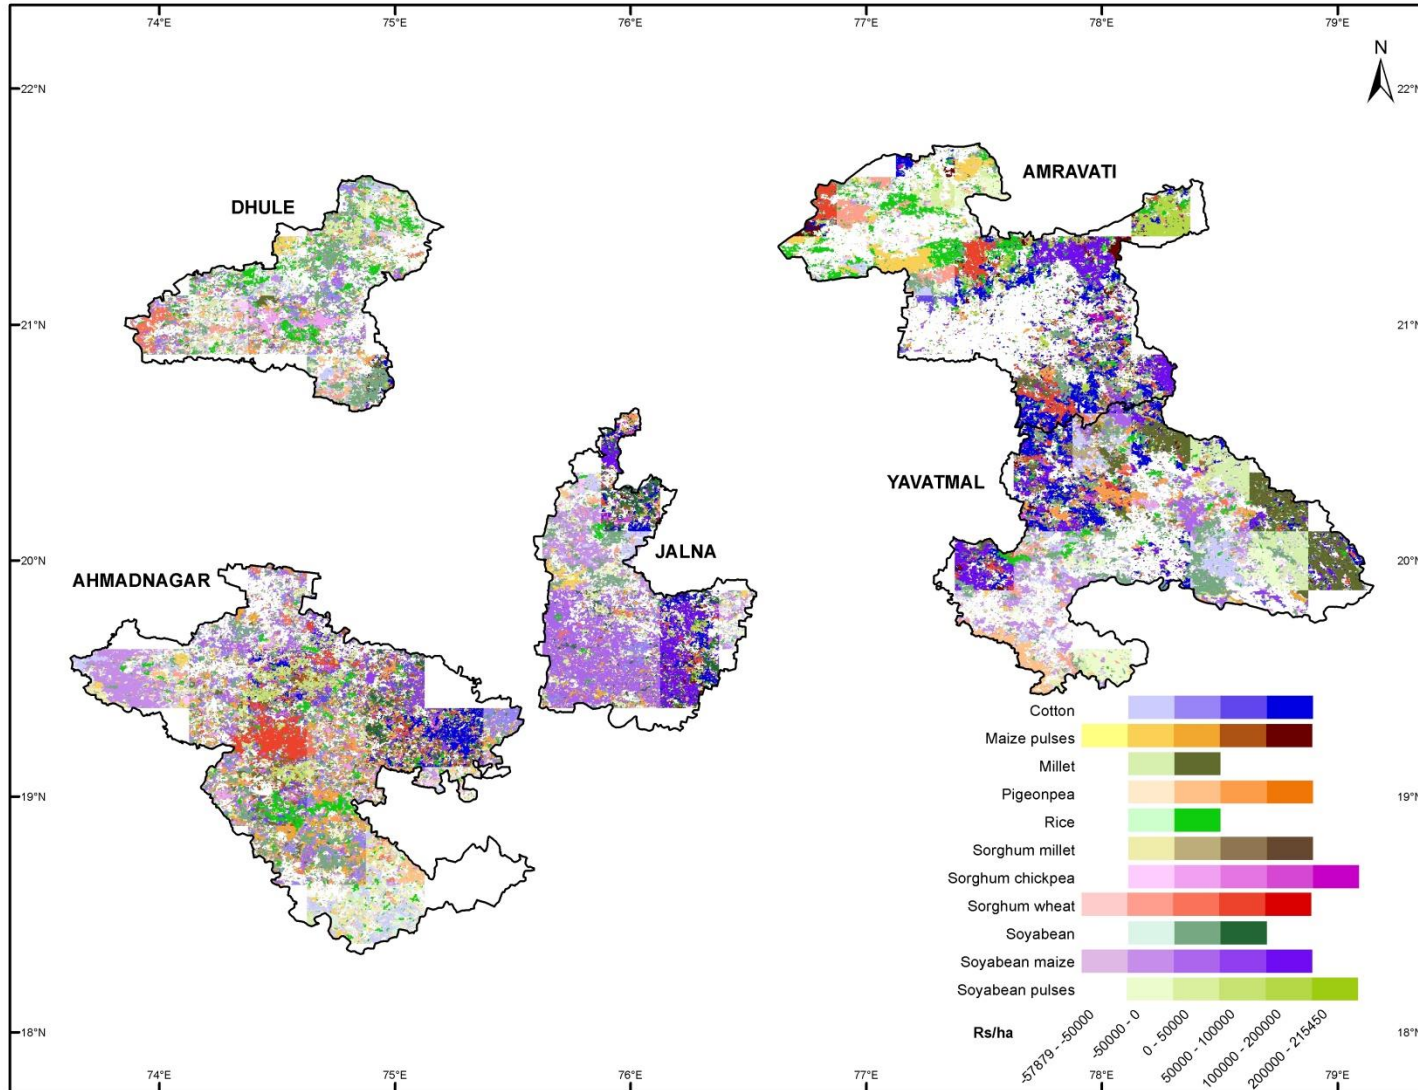 74°E 75°E 76°E 77°E 78°E 79°E
N
22°N 22°N
AMRAVATI
DHULE
21°N 21°N
YAVATMAL
20°N 20°N
JALNA
AHMADNAGAR
Cotton
Maize pulses
Millet
19°N 19°N
Pigeonpea
Rice
Sorghum millet
Sorghum chickpea
Sorghum wheat
Soyabean
Soyabean maize
Soyabean pulses
18°N 18°N
Rs/ha
-57879 - -50000
-50000 - 0
0 - 50000
50000 - 100000
100000 - 200000
200000 - 215450
74°E 75°E 76°E 77°E 78°E 79°E